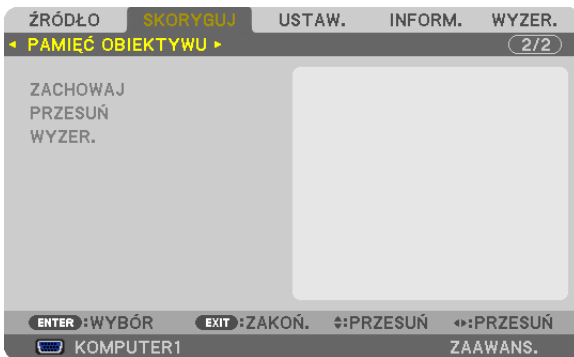 ŹRÓDŁO SKORYGUJ USTAW. INFORM. WYZER.
PAMIĘĆ OBIEKTYWU 2/2
ZACHOWAJ
PRZESUŃ
WYZER.
ENTER :WYBÓR EXIT :ZAKOŃ. :PRZESUŃ :PRZESUŃ
KOMPUTER1 ZAAWANS.